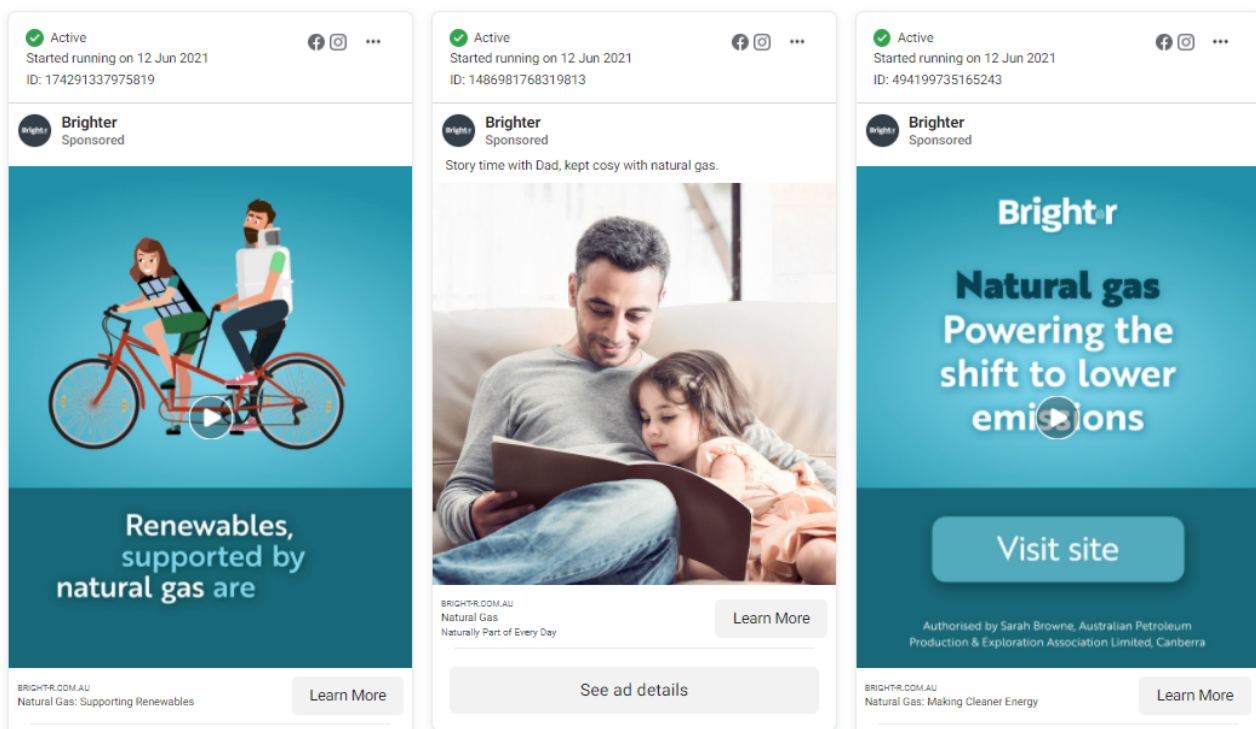 Active
Started running on 12 Jun 2021
ID: 174291337975819
Brighter
Sponsored
Renewables,
supported by
natural gas are
BRIGHT-R.COM.AU
Natural Gas: Supporting Renewables
Learn More
Active
Started running on 12 Jun 2021
ID: 1486981768319813
Brighter
Sponsored
Story time with Dad, kept cosy with natural gas.
BRIGHT-R.COM.AU
Natural Gas
Naturally Part of Every Day
Learn More
See ad details
Active
Started running on 12 Jun 2021
ID: 494199735165243
Brighter
Sponsored
Bright-r
Natural gas
Powering the
shift to lower
emissions
Visit site
Authorised by Sarah Browne, Australian Petroleum
Production & Exploration Association Limited, Canberra
BRIGHT-R.COM.AU
Natural Gas: Making Cleaner Energy
Learn More